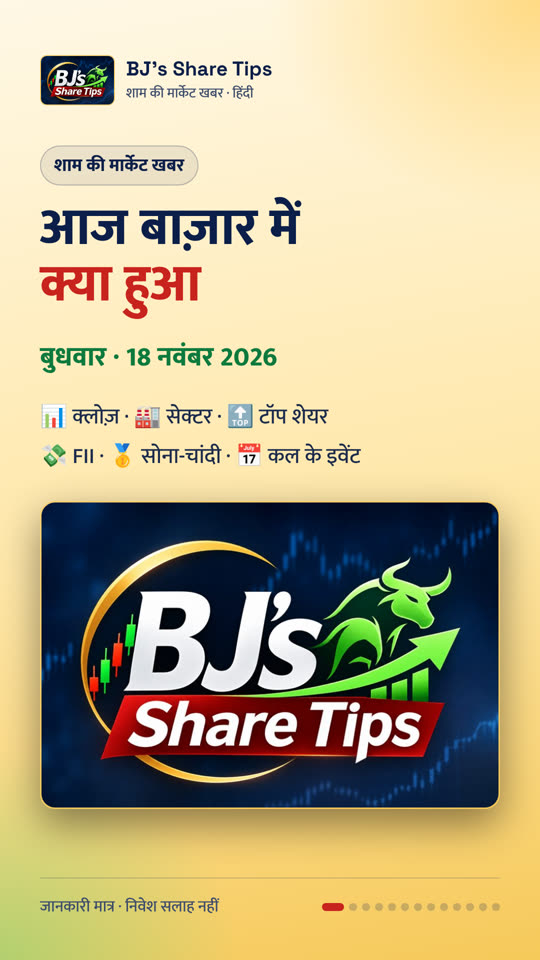 BJ's Share Tips
BJ's Share Tips
शाम की मार्केट खबर · हिंदी
शाम की मार्केट खबर
आज बाज़ार में
क्या हुआ
बुधवार · 18 नवंबर 2026
📊 क्लोज़ · 🏭 सेक्टर · 🔝 टॉप शेयर
💸 FII · 🥇 सोना-चांदी · 📅 कल के इवेंट
BJ's
Share Tips
जानकारी मात्र · निवेश सलाह नहीं